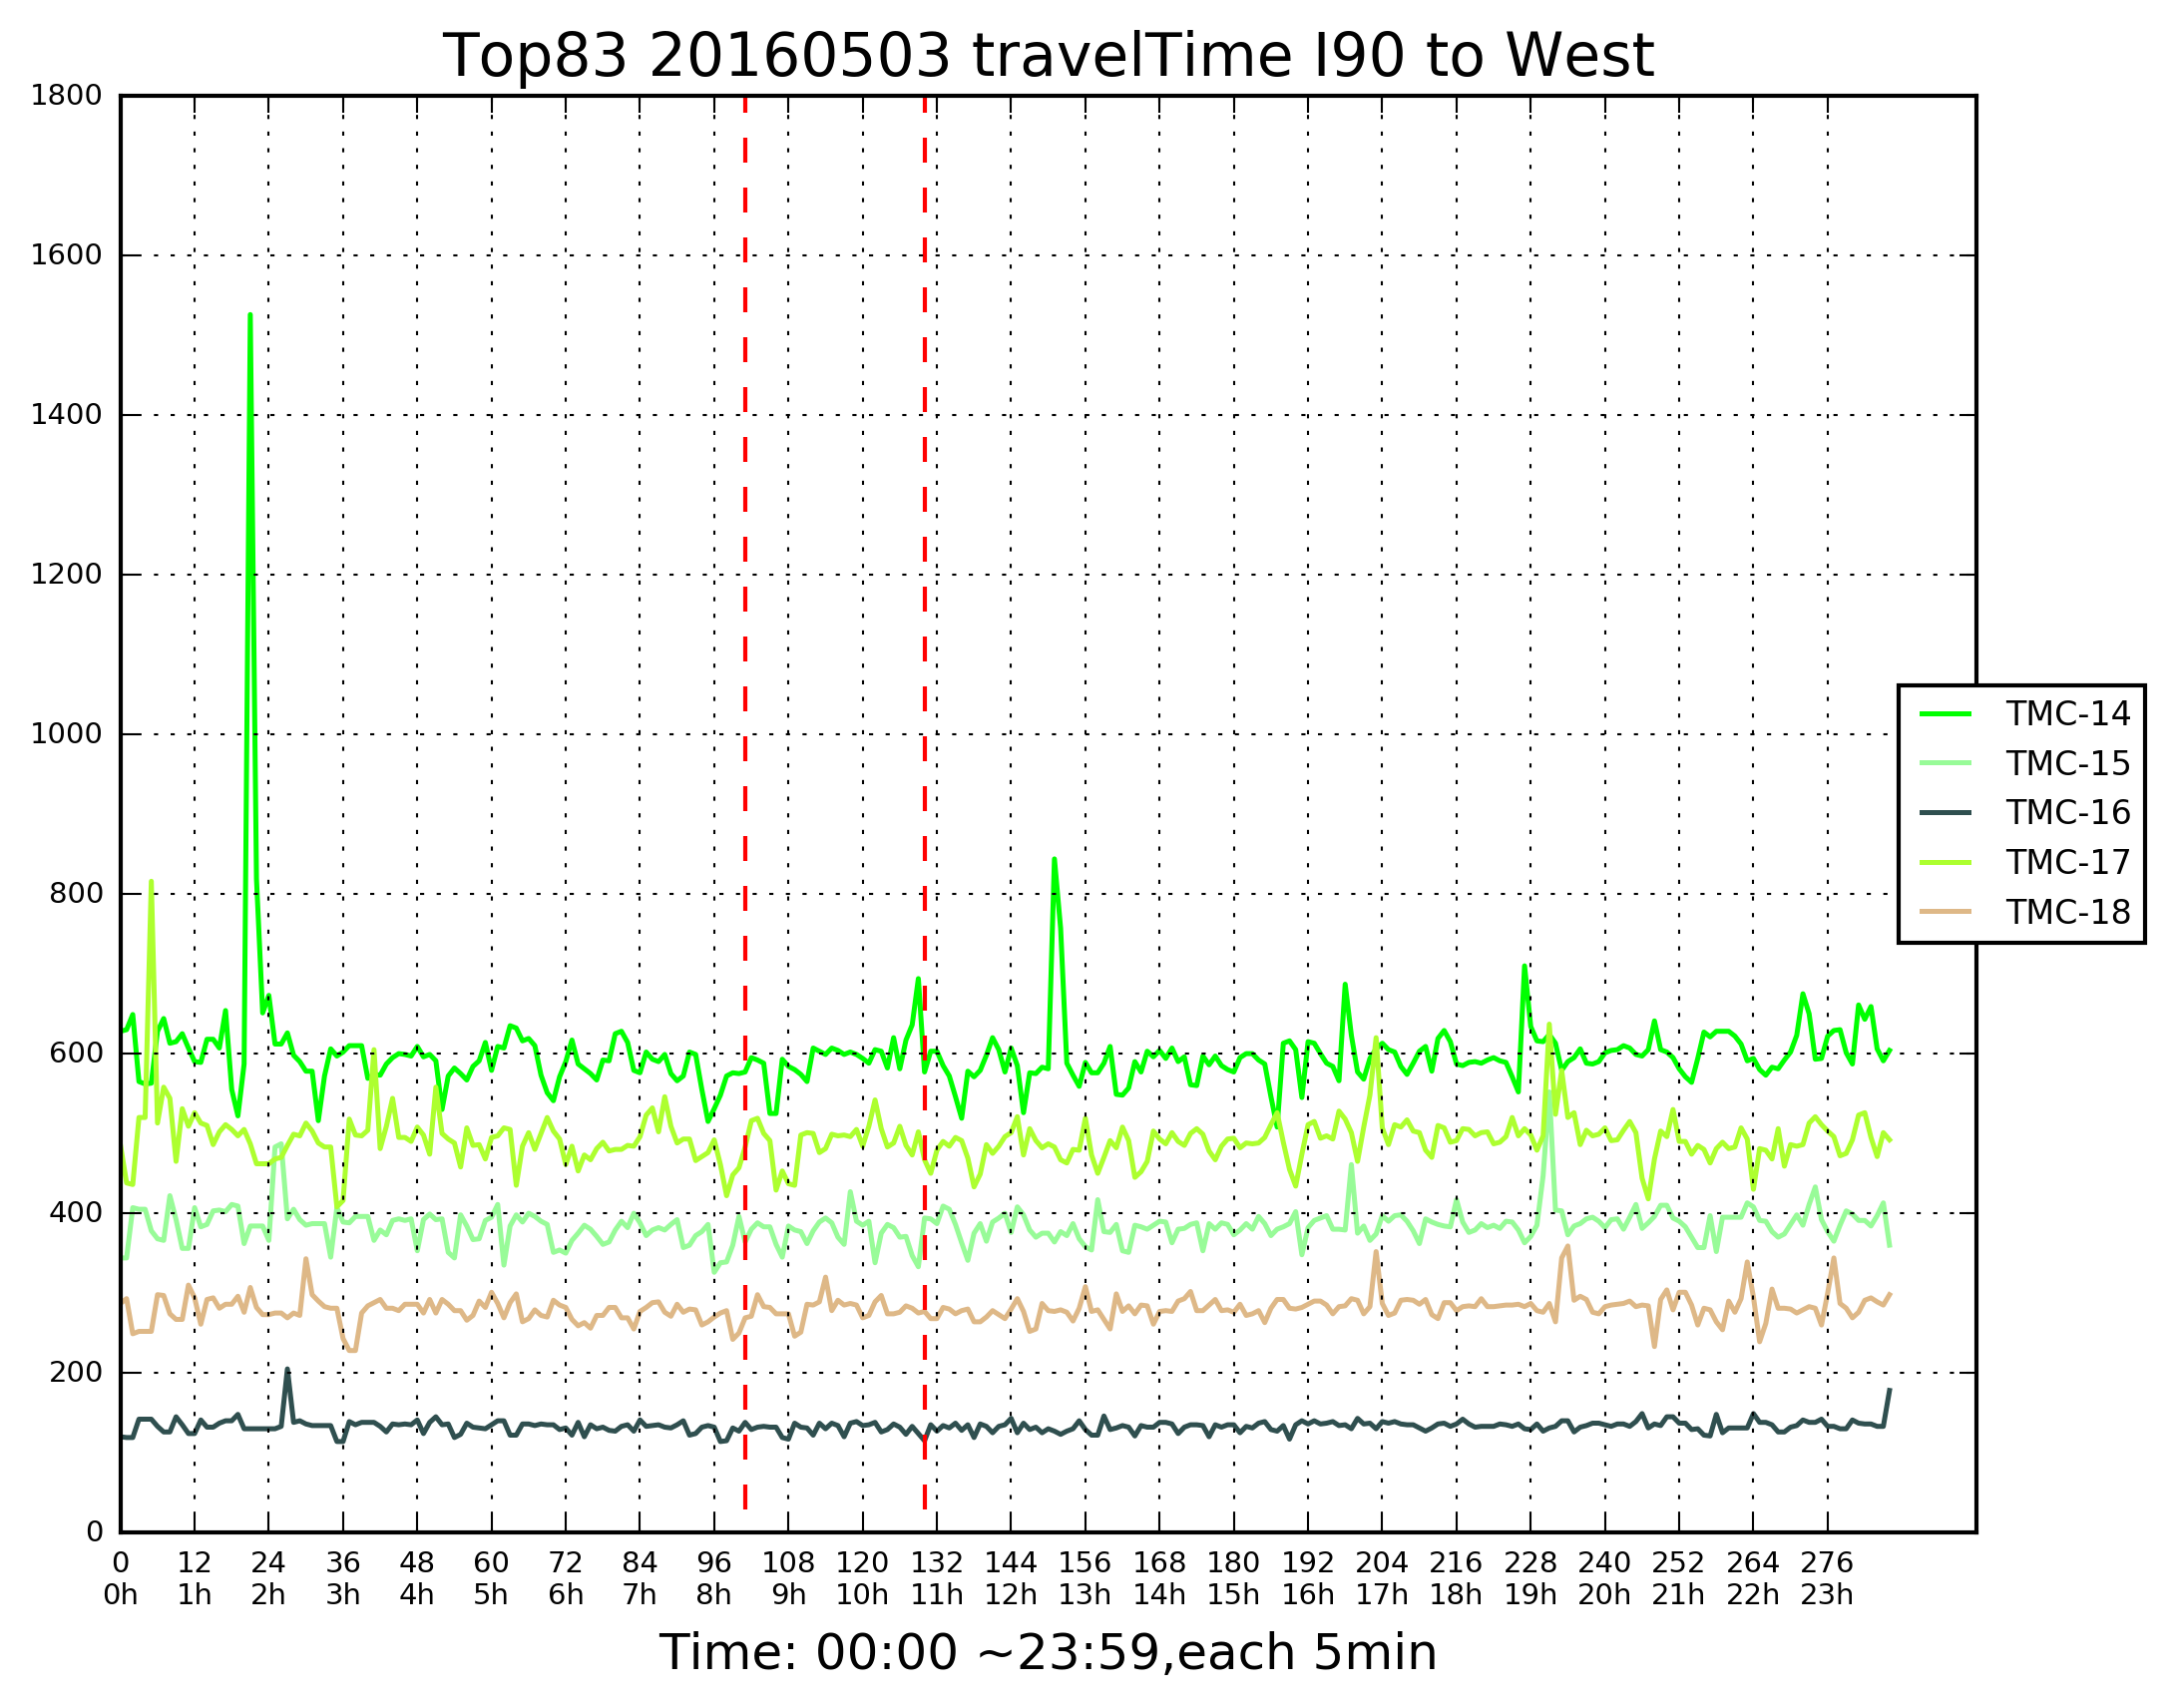 Top83 20160503 travelTime I90 to West
1800
1600
1400
1200
1000
800
600
400
200
0
TMC-14
TMC-15
TMC-16
TMC-17
TMC-18
0 12 24 36 48 60 72 84 96 108 120 132 144 156 168 180 192 204 216 228 240 252 264 276
0h 1h 2h 3h 4h 5h 6h 7h 8h 9h 10h 11h 12h 13h 14h 15h 16h 17h 18h 19h 20h 21h 22h 23h
Time: 00:00 ~23:59,each 5min